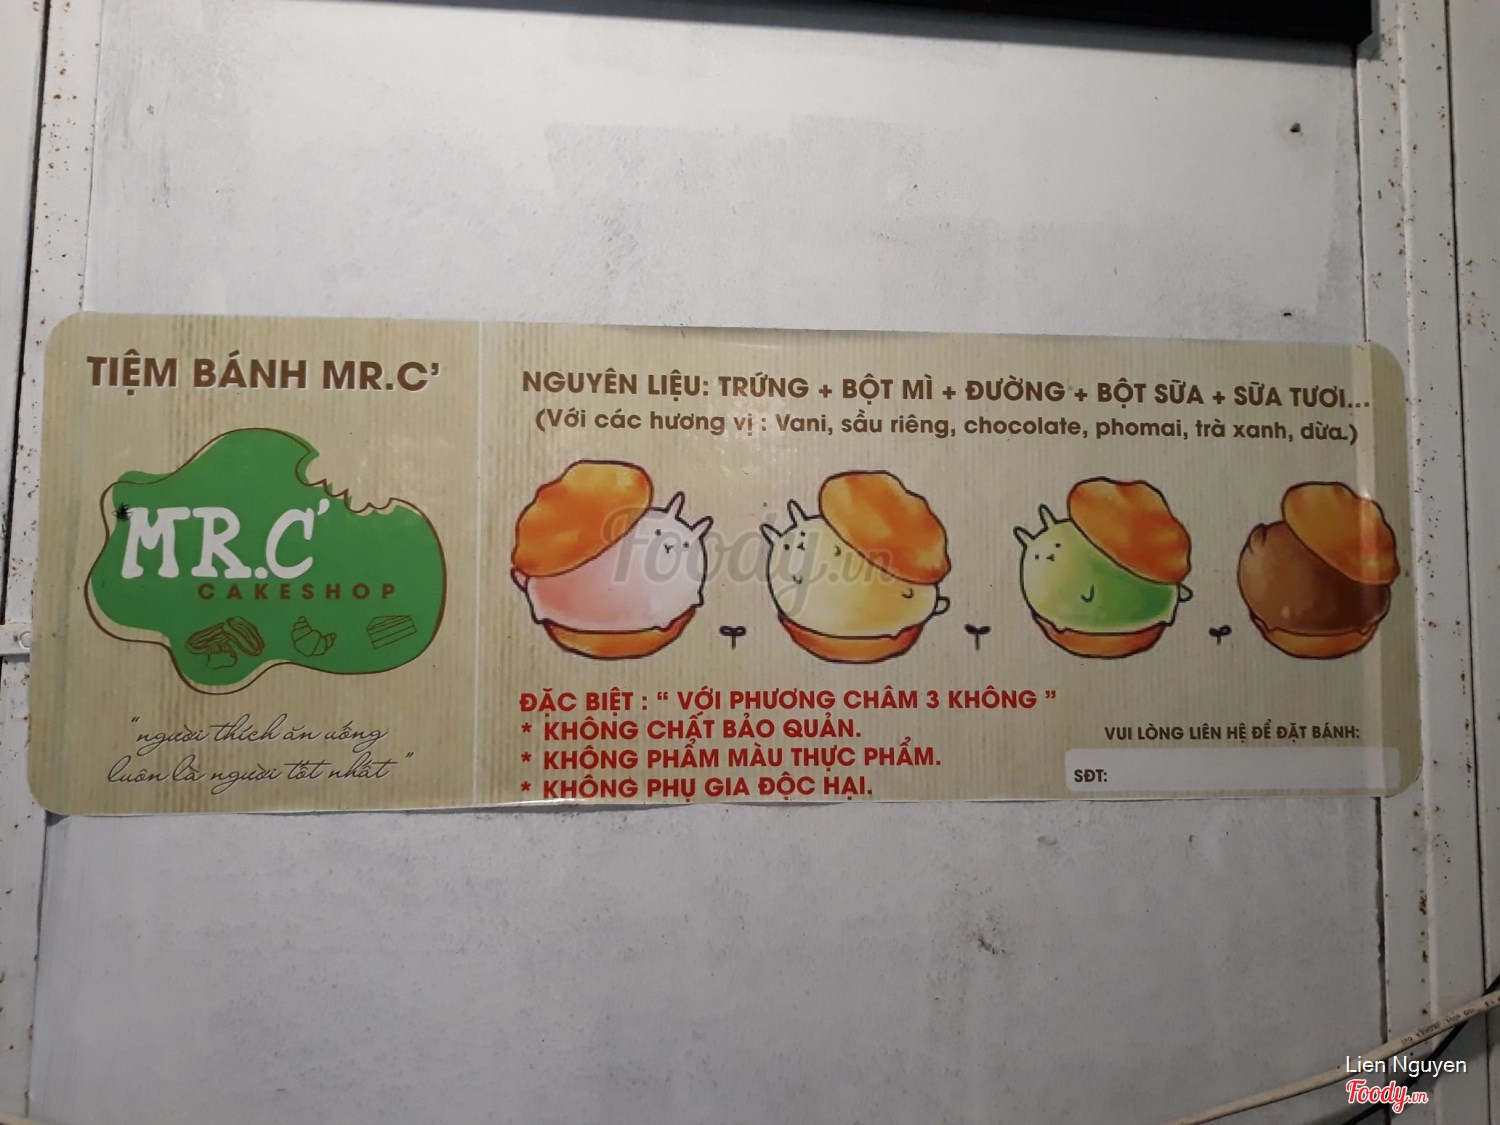 TIỆM BÁNH MR.C'
MR.C'
CAKESHOP
"người thích ăn uống
luôn là người tốt nhất"
NGUYÊN LIỆU: TRỨNG + BỘT MÌ + ĐƯỜNG + BỘT SỮA + SỮA TƯƠI...
(Với các hương vị : Vani, sầu riêng, chocolate, phomai, trà xanh, dừa..)
Foody.vn
ĐẶC BIỆT : " VỚI PHƯƠNG CHÂM 3 KHÔNG "
* KHÔNG CHẤT BẢO QUẢN.
* KHÔNG PHẨM MÀU THỰC PHẨM.
* KHÔNG PHỤ GIA ĐỘC HẠI.
VUI LÒNG LIÊN HỆ ĐỂ ĐẶT BÁNH:
SĐT:
Lien Nguyen
Foody.vn